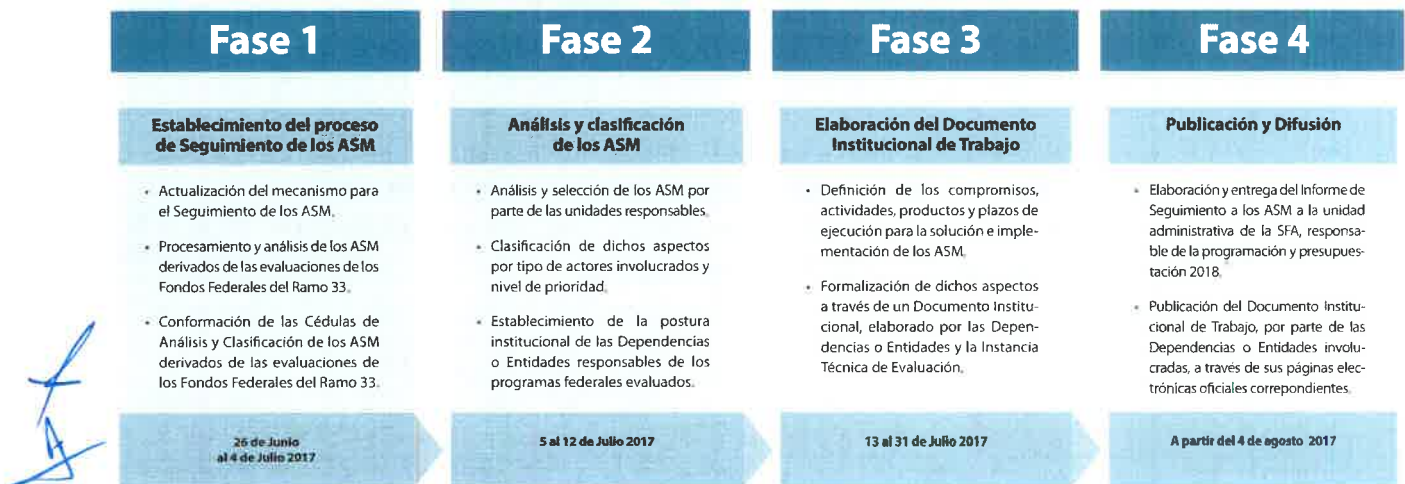 Fase 1
Establecimiento del proceso
de Seguimiento de los ASM
• Actualización del mecanismo para
el Seguimiento de los ASM.
• Procesamiento y análisis de los ASM
derivados de las evaluaciones de los
Fondos Federales del Ramo 33.
• Conformación de las Cédulas de
Análisis y Clasificación de los ASM
derivados de las evaluaciones de
los Fondos Federales del Ramo 33.
26 de Junio
al 4 de Julio 2017
Fase 2
Análisis y clasificación
de los ASM
• Análisis y selección de los ASM por
parte de las unidades responsables.
• Clasificación de dichos aspectos
por tipo de actores involucrados y
nivel de prioridad.
• Establecimiento de la postura
institucional de las Dependencias
o Entidades responsables de los
programas federales evaluados.
5 al 12 de Julio 2017
Fase 3
Elaboración del Documento
Institucional de Trabajo
• Definición de los compromisos,
actividades, productos y plazos de
ejecución para la solución e imple-
mentación de los ASM.
• Formalización de dichos aspectos
a través de un Documento Institu-
cional, elaborado por las Depen-
dencias o Entidades y la Instancia
Técnica de Evaluación.
13 al 31 de Julio 2017
Fase 4
Publicación y Difusión
• Elaboración y entrega del Informe de
Seguimiento a los ASM a la unidad
administrativa de la SFA, responsa-
ble de la programación y presupues-
tación 2018.
• Publicación del Documento Institu-
cional de Trabajo, por parte de las
Dependencias o Entidades involu-
cradas, a través de sus páginas elec-
trónicas oficiales correpondientes.
A partir del 4 de agosto 2017